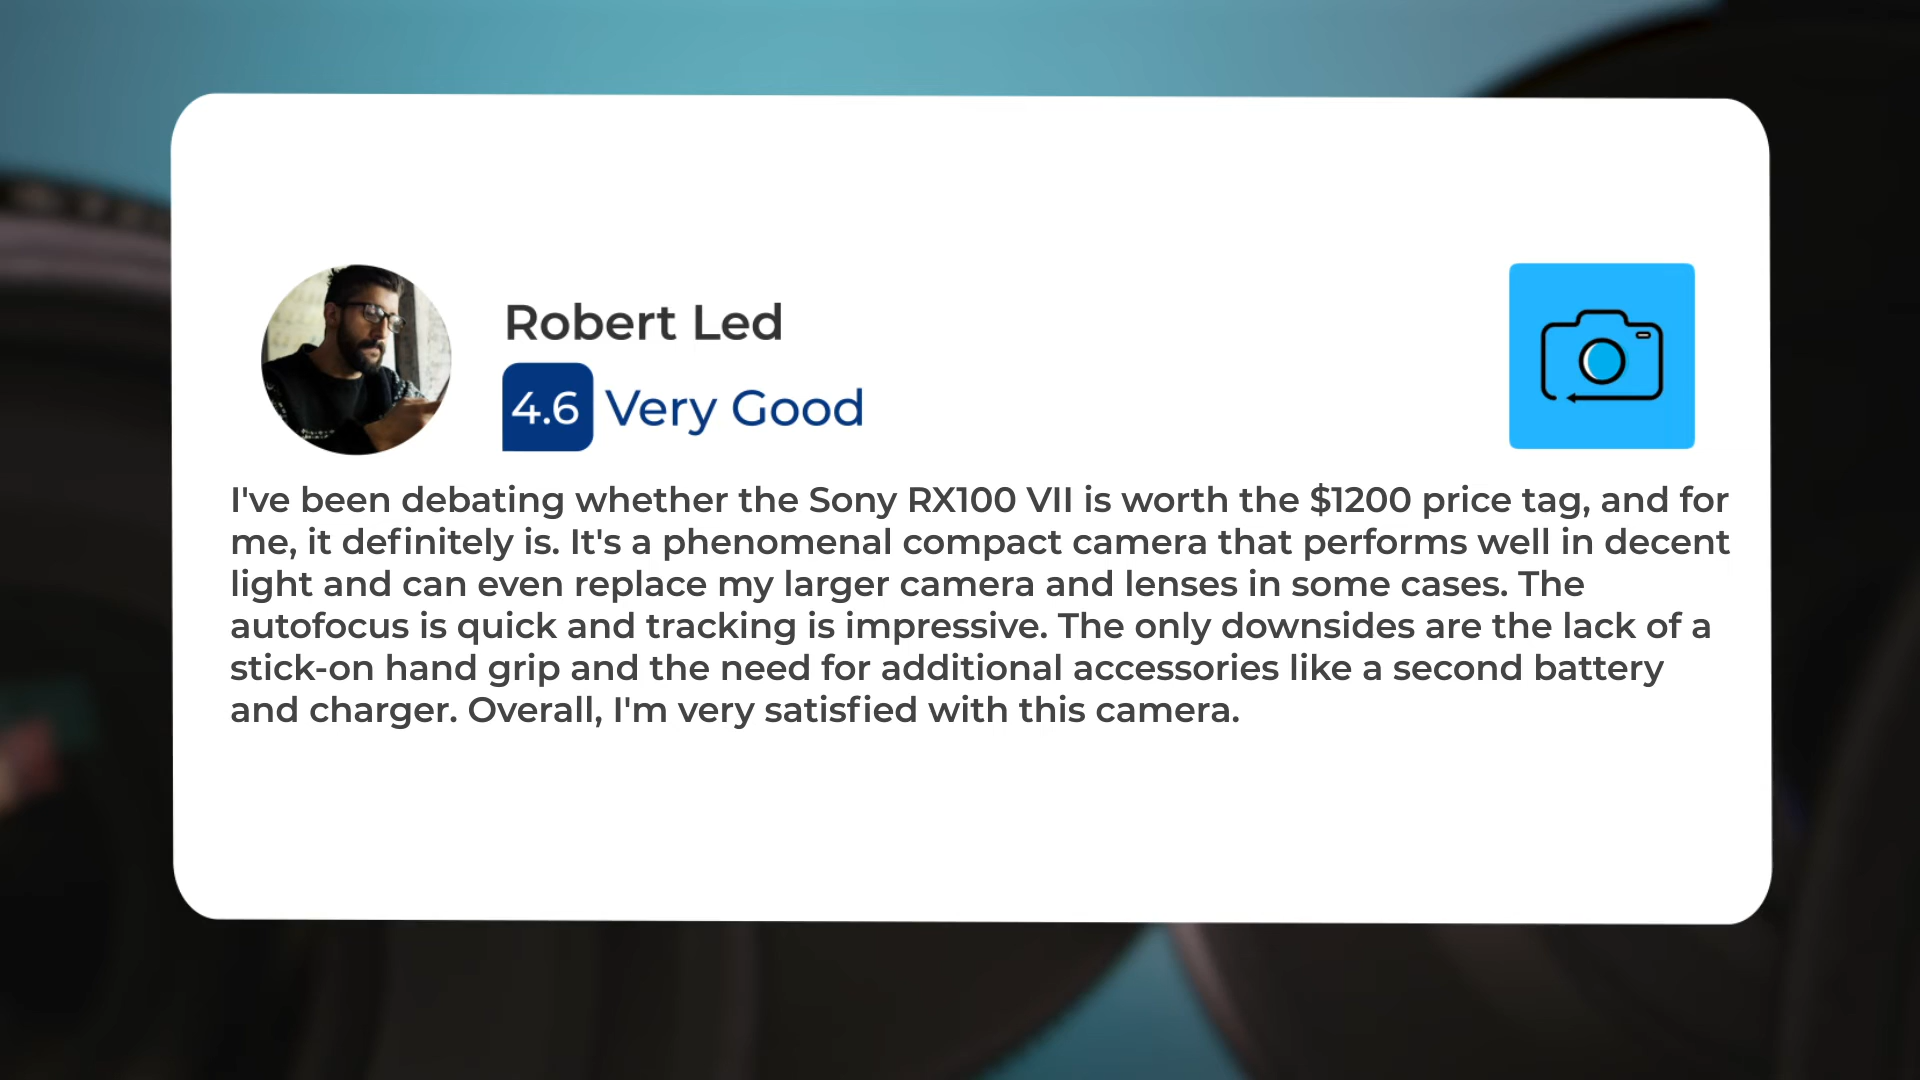 Robert Led
4.6 Very Good
I've been debating whether the Sony RX100 VII is worth the $1200 price tag, and for
me, it definitely is. It's a phenomenal compact camera that performs well in decent
light and can even replace my larger camera and lenses in some cases. The
autofocus is quick and tracking is impressive. The only downsides are the lack of a
stick-on hand grip and the need for additional accessories like a second battery
and charger. Overall, I'm very satisfied with this camera.